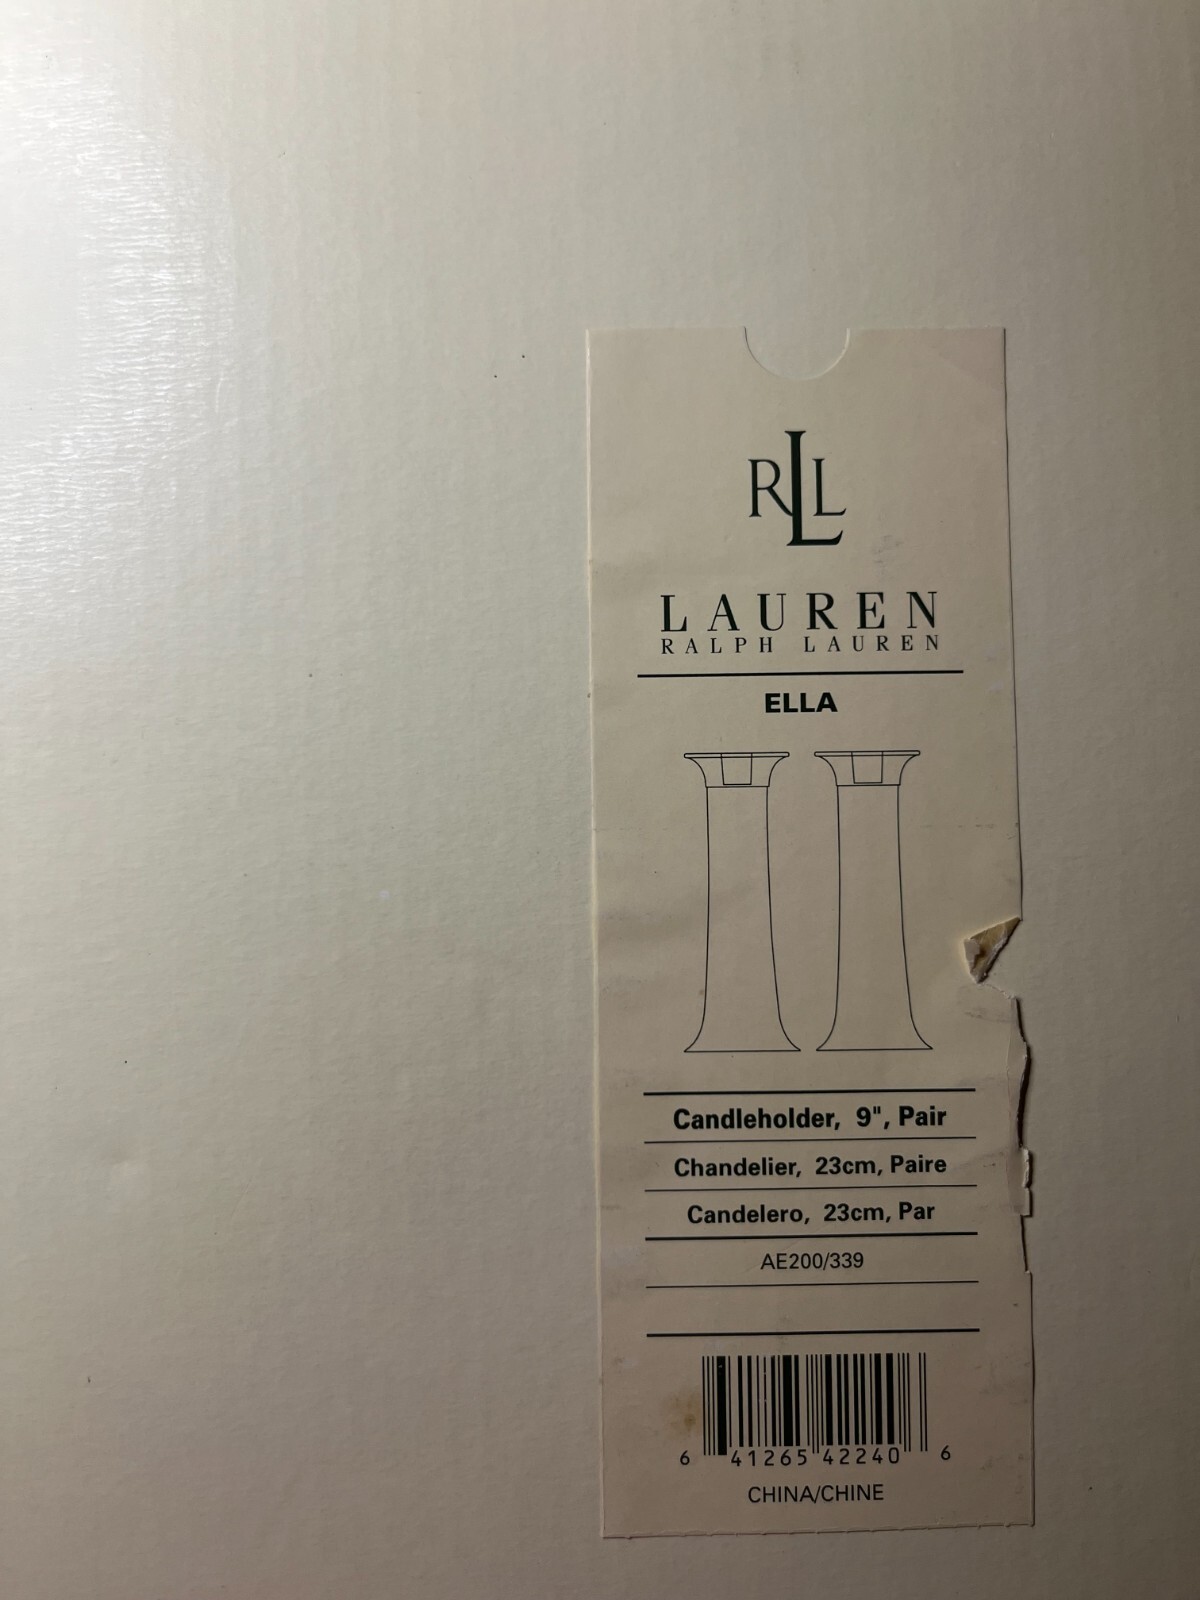 RLL
LAUREN
RALPH LAUREN
ELLA
Candleholder, 9", Pair
Chandelier, 23cm, Paire
Candelero, 23cm, Par
AE200/339
6 41265 42240 6
CHINA/CHINE